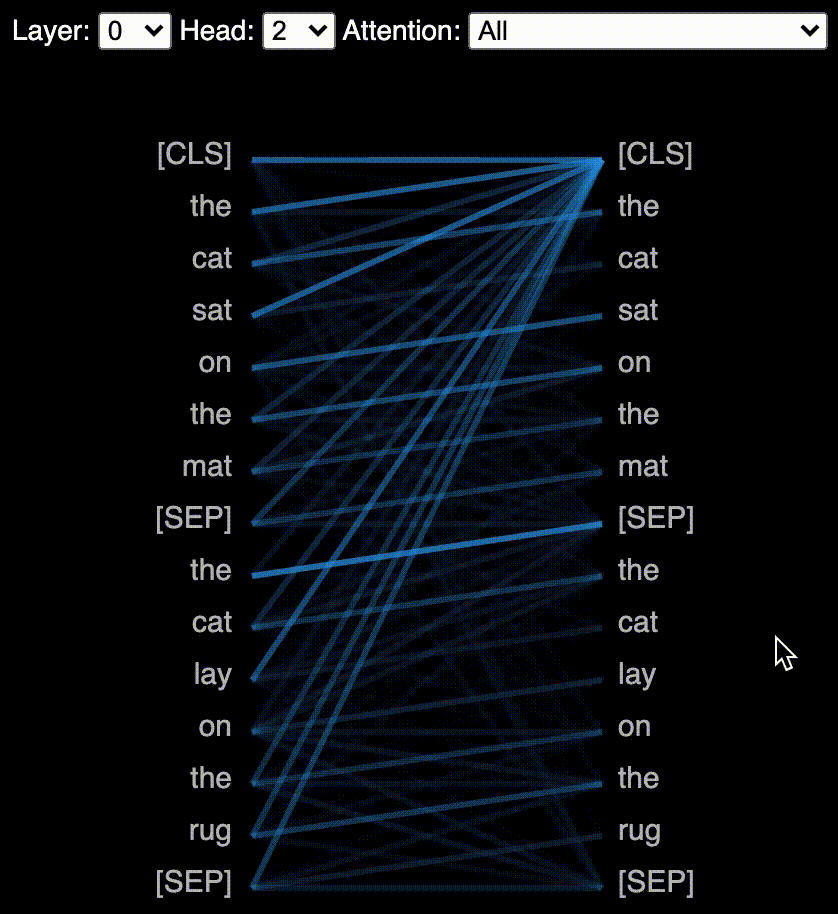 Layer: 0 Head: 2 Attention: All
[CLS] [CLS]
the the
cat cat
sat sat
on on
the the
mat mat
[SEP] [SEP]
the the
cat cat
lay lay
on on
the the
rug rug
[SEP] [SEP]